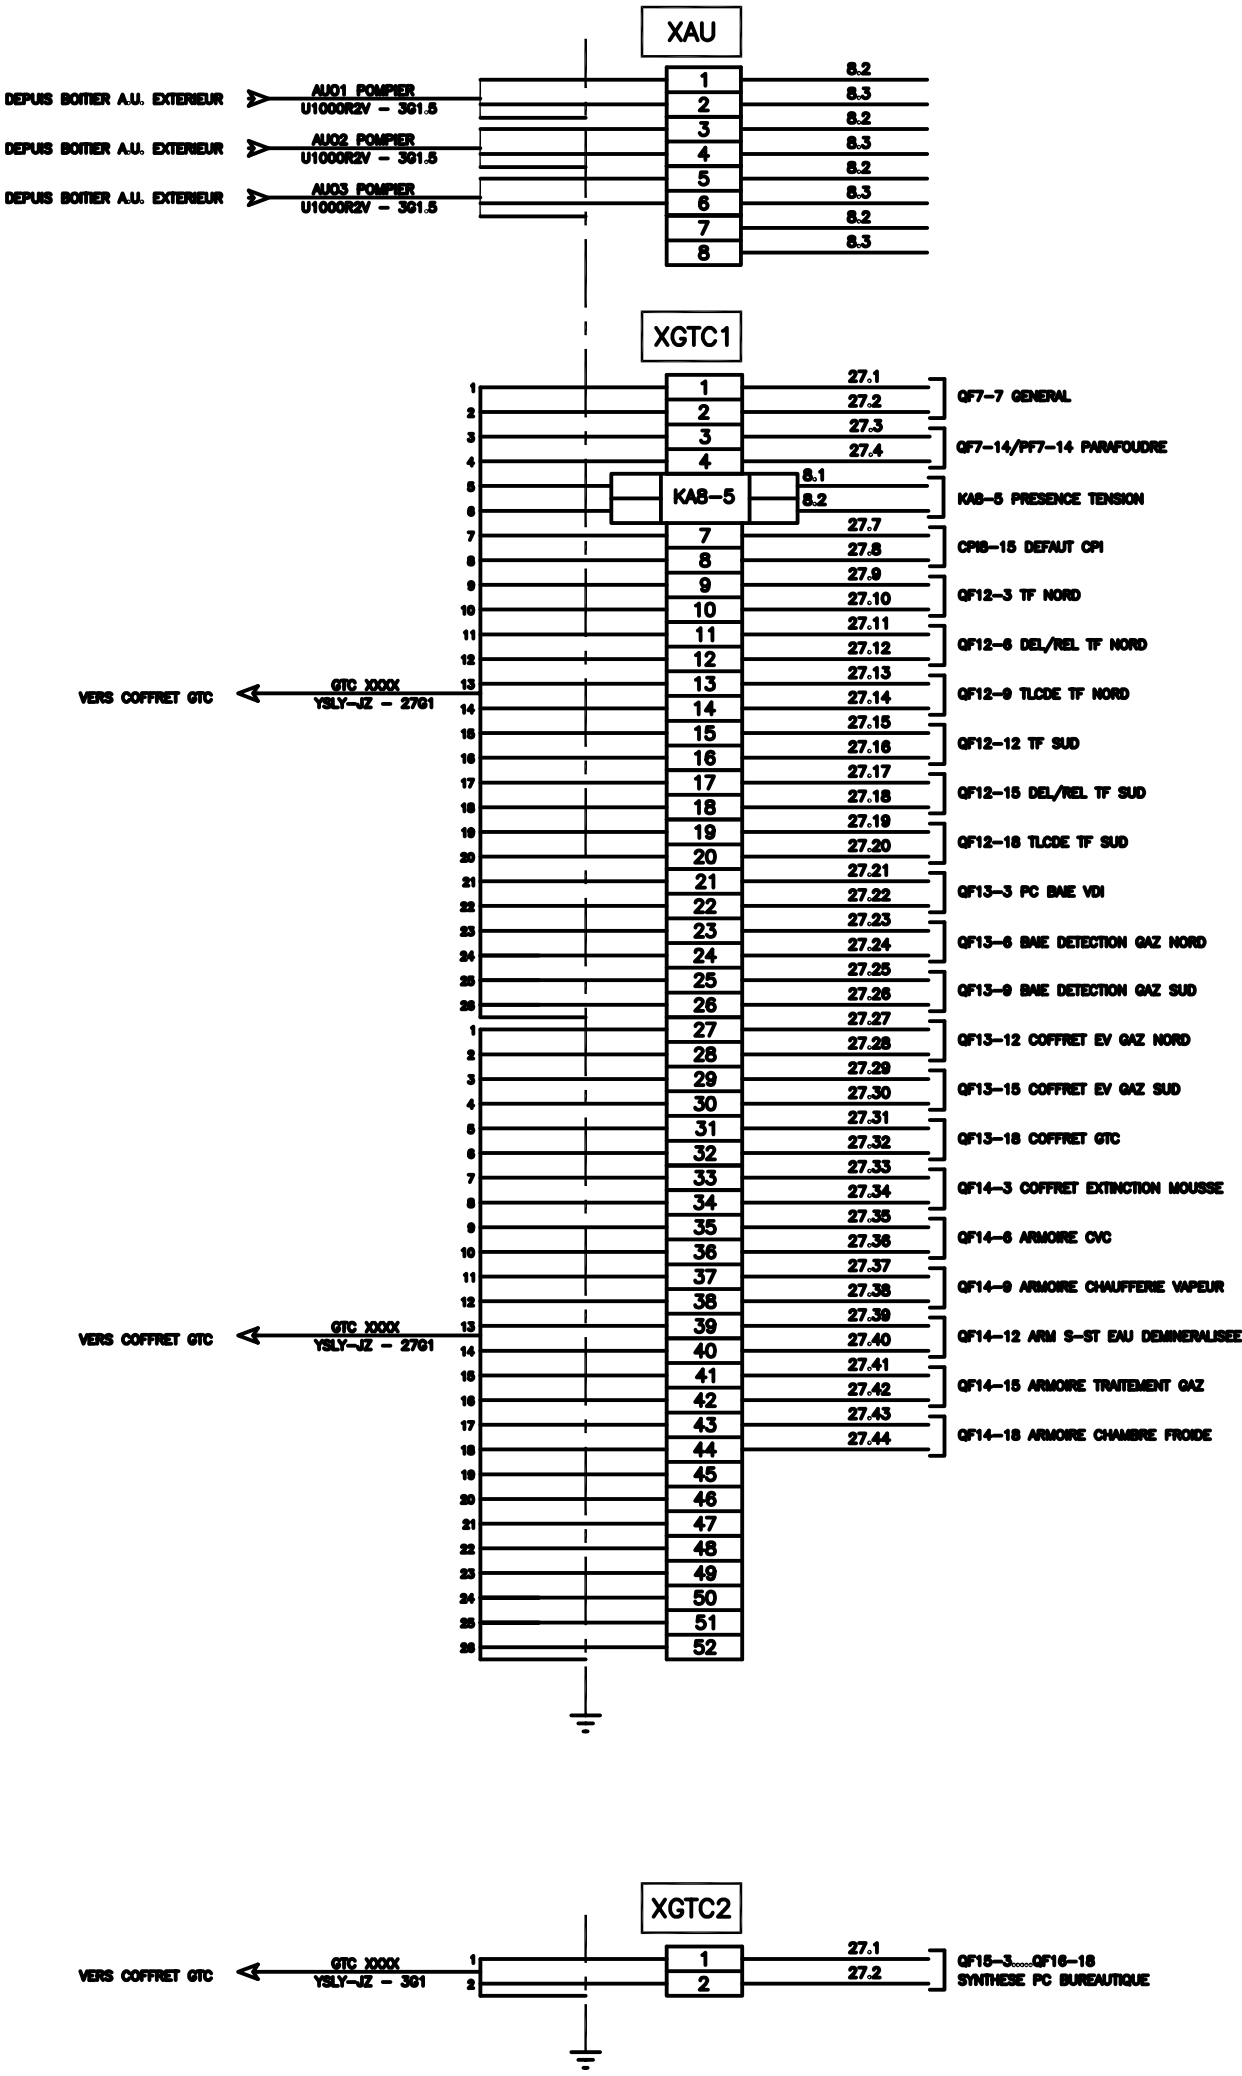 XAU
1 8.2
DEPUIS BOITIER A.U. EXTERIEUR AU01 POMPIER
U1000R2V - 3G1.5
2 8.3
3 8.2
DEPUIS BOITIER A.U. EXTERIEUR AU02 POMPIER
U1000R2V - 3G1.5
4 8.3
5 8.2
DEPUIS BOITIER A.U. EXTERIEUR AU03 POMPIER
U1000R2V - 3G1.5
6 8.3
7 8.2
8 8.3
XGTC1
1 1 27.1
QF7-7 GENERAL
2 2 27.2
3 3 27.3
QF7-14/PF7-14 PARAFOUDRE
4 4 27.4
5 8.1
KA8-5 KA8-5 PRESENCE TENSION
6 8.2
7 7 27.7
CPI8-15 DEFAUT CPI
8 8 27.8
9 9 27.9
QF12-3 TF NORD
10 10 27.10
11 11 27.11
QF12-6 DEL/REL TF NORD
12 12 27.12
13 13 27.13
VERS COFFRET GTC GTC XXXX
YSLY-JZ - 27G1
QF12-9 TLCDE TF NORD
14 14 27.14
15 15 27.15
QF12-12 TF SUD
16 16 27.16
17 17 27.17
QF12-15 DEL/REL TF SUD
18 18 27.18
19 19 27.19
QF12-18 TLCDE TF SUD
20 20 27.20
21 21 27.21
QF13-3 PC BAIE VDI
22 22 27.22
23 23 27.23
QF13-6 BAIE DETECTION GAZ NORD
24 24 27.24
25 25 27.25
QF13-9 BAIE DETECTION GAZ SUD
26 26 27.26
1 27 27.27
QF13-12 COFFRET EV GAZ NORD
2 28 27.28
3 29 27.29
QF13-15 COFFRET EV GAZ SUD
4 30 27.30
5 31 27.31
QF13-18 COFFRET GTC
6 32 27.32
7 33 27.33
QF14-3 COFFRET EXTINCTION MOUSSE
8 34 27.34
9 35 27.35
QF14-6 ARMOIRE CVC
10 36 27.36
11 37 27.37
QF14-9 ARMOIRE CHAUFFERIE VAPEUR
12 38 27.38
13 39 27.39
VERS COFFRET GTC GTC XXXX
YSLY-JZ - 27G1
QF14-12 ARM S-ST EAU DEMINERALISEE
14 40 27.40
15 41 27.41
QF14-15 ARMOIRE TRAITEMENT GAZ
16 42 27.42
17 43 27.43
QF14-18 ARMOIRE CHAMBRE FROIDE
18 44 27.44
19 45
20 46
21 47
22 48
23 49
24 50
25 51
26 52
XGTC2
1 1 27.1
VERS COFFRET GTC GTC XXXX
YSLY-JZ - 3G1
QF15-3.....QF16-18
2 2 27.2
SYNTHESE PC BUREAUTIQUE